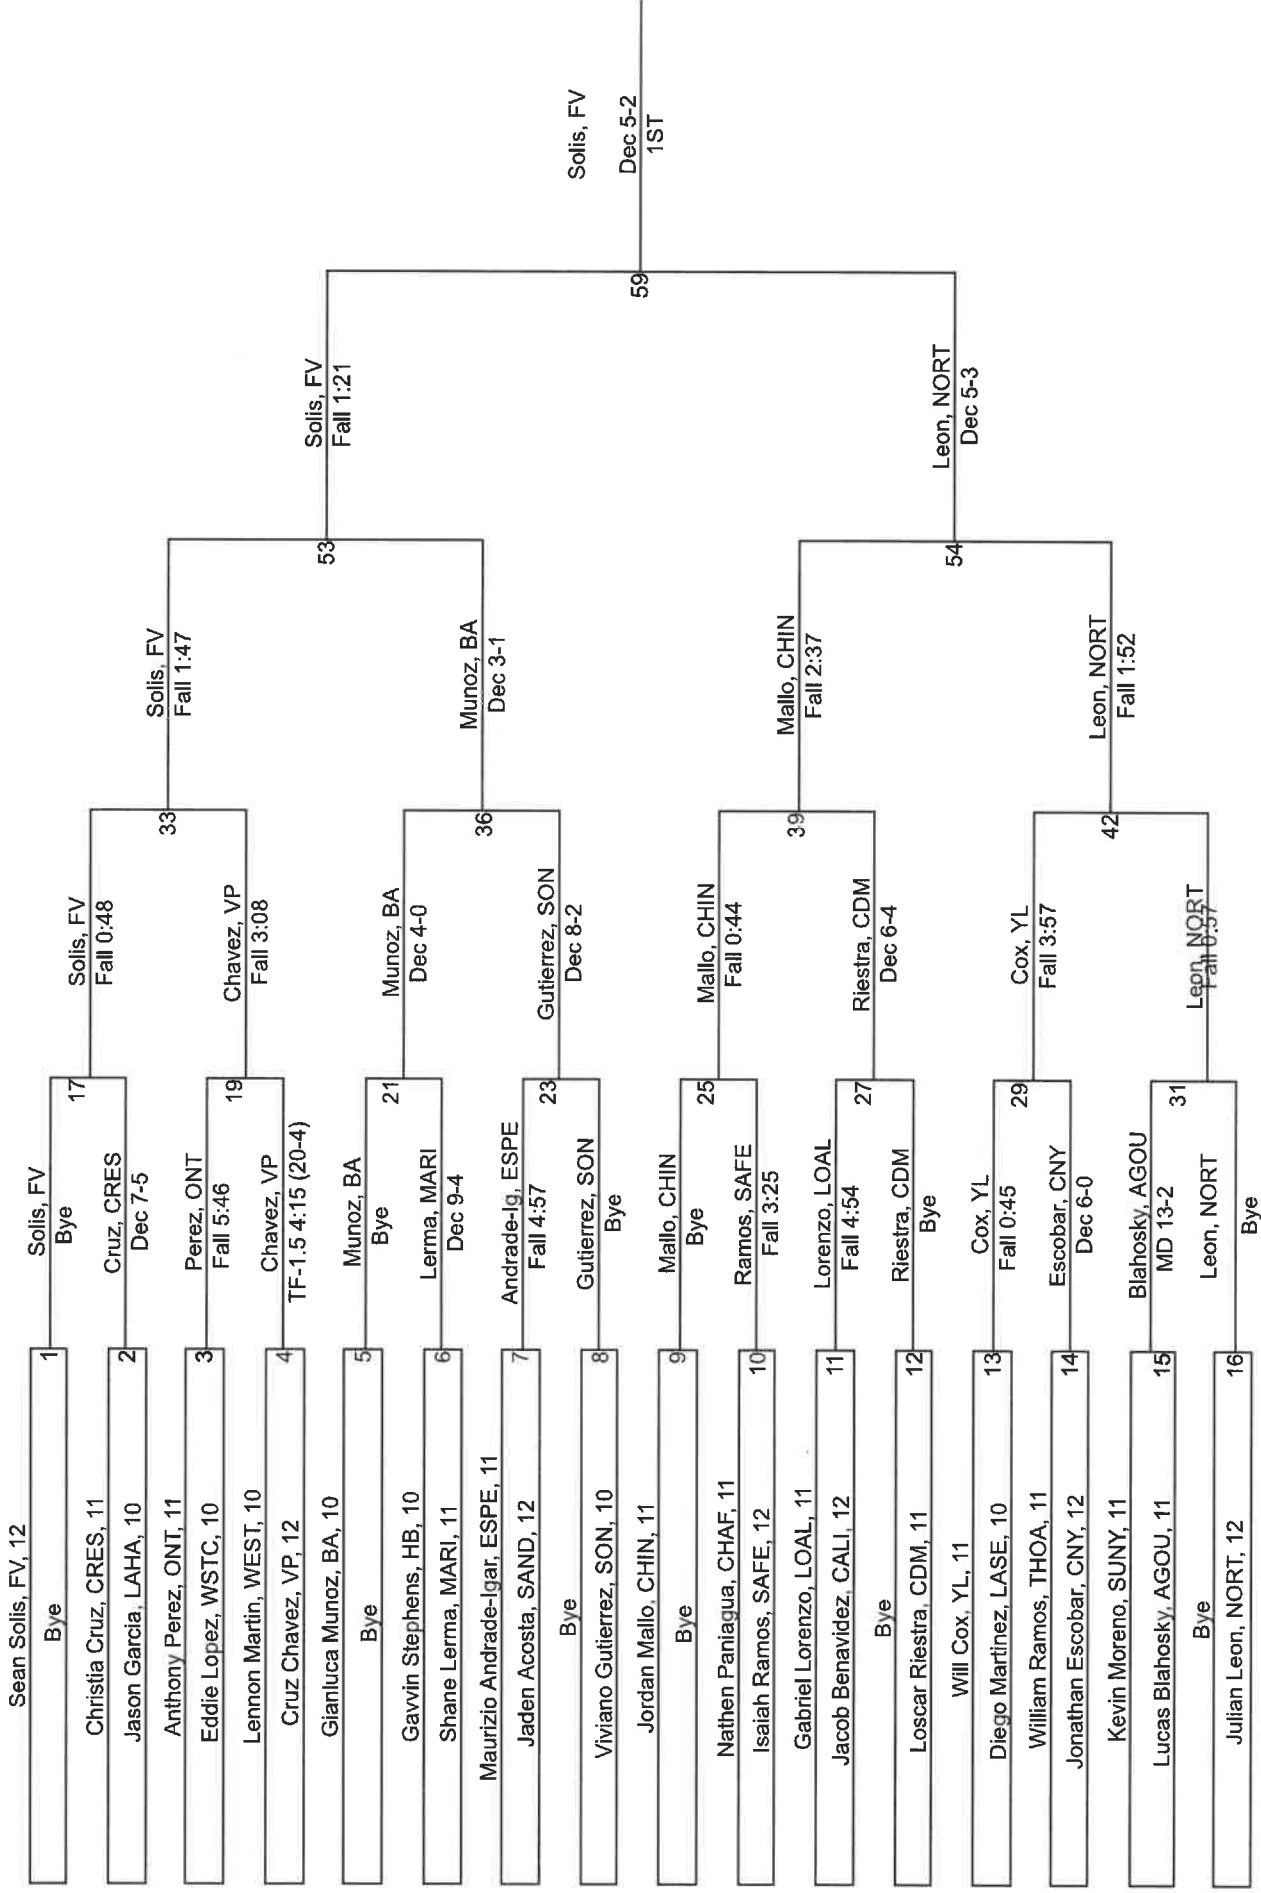 Sean Solis, FV, 12
Bye
1
Christia Cruz, CRES, 11
2
Jason Garcia, LAHA, 10
Anthony Perez, ONT, 11
3
Eddie Lopez, WSTC, 10
Lennon Martin, WEST, 10
4
Cruz Chavez, VP, 12
Gianluca Munoz, BA, 10
5
Bye
Gavvin Stephens, HB, 10
6
Shane Lerma, MARI, 11
Maurizio Andrade-Igar, ESPE, 11
7
Jaden Acosta, SAND, 12
Bye
8
Viviano Gutierrez, SON, 10
Jordan Mallo, CHIN, 11
9
Bye
Nathen Paniagua, CHAF, 11
10
Isaiah Ramos, SAFE, 12
Gabriel Lorenzo, LOAL, 11
11
Jacob Benavidez, CALI, 12
Bye
12
Loscar Riestra, CDM, 11
Will Cox, YL, 11
13
Diego Martinez, LASE, 10
William Ramos, THOA, 11
14
Jonathan Escobar, CNY, 12
Kevin Moreno, SUNY, 11
15
Lucas Blahosky, AGOU, 11
Bye
16
Julian Leon, NORT, 12
Solis, FV
Bye
17
Cruz, CRES
Dec 7-5
Perez, ONT
Fall 5:46
19
Chavez, VP
TF-1.5 4:15 (20-4)
Munoz, BA
Bye
21
Lerma, MARI
Dec 9-4
Andrade-Ig, ESPE
Fall 4:57
23
Gutierrez, SON
Bye
Mallo, CHIN
Bye
25
Ramos, SAFE
Fall 3:25
Lorenzo, LOAL
Fall 4:54
27
Riestra, CDM
Bye
Cox, YL
Fall 0:45
29
Escobar, CNY
Dec 6-0
Blahosky, AGOU
MD 13-2
31
Leon, NORT
Bye
Solis, FV
Fall 0:48
33
Chavez, VP
Fall 3:08
Munoz, BA
Dec 4-0
36
Gutierrez, SON
Dec 8-2
Mallo, CHIN
Fall 0:44
39
Riestra, CDM
Dec 6-4
Cox, YL
Fall 3:57
42
Leon, NORT
Fall 0:57
Solis, FV
Fall 1:47
53
Munoz, BA
Dec 3-1
Mallo, CHIN
Fall 2:37
54
Leon, NORT
Fall 1:52
Solis, FV
Fall 1:21
59
Leon, NORT
Dec 5-3
Solis, FV
Dec 5-2
1ST